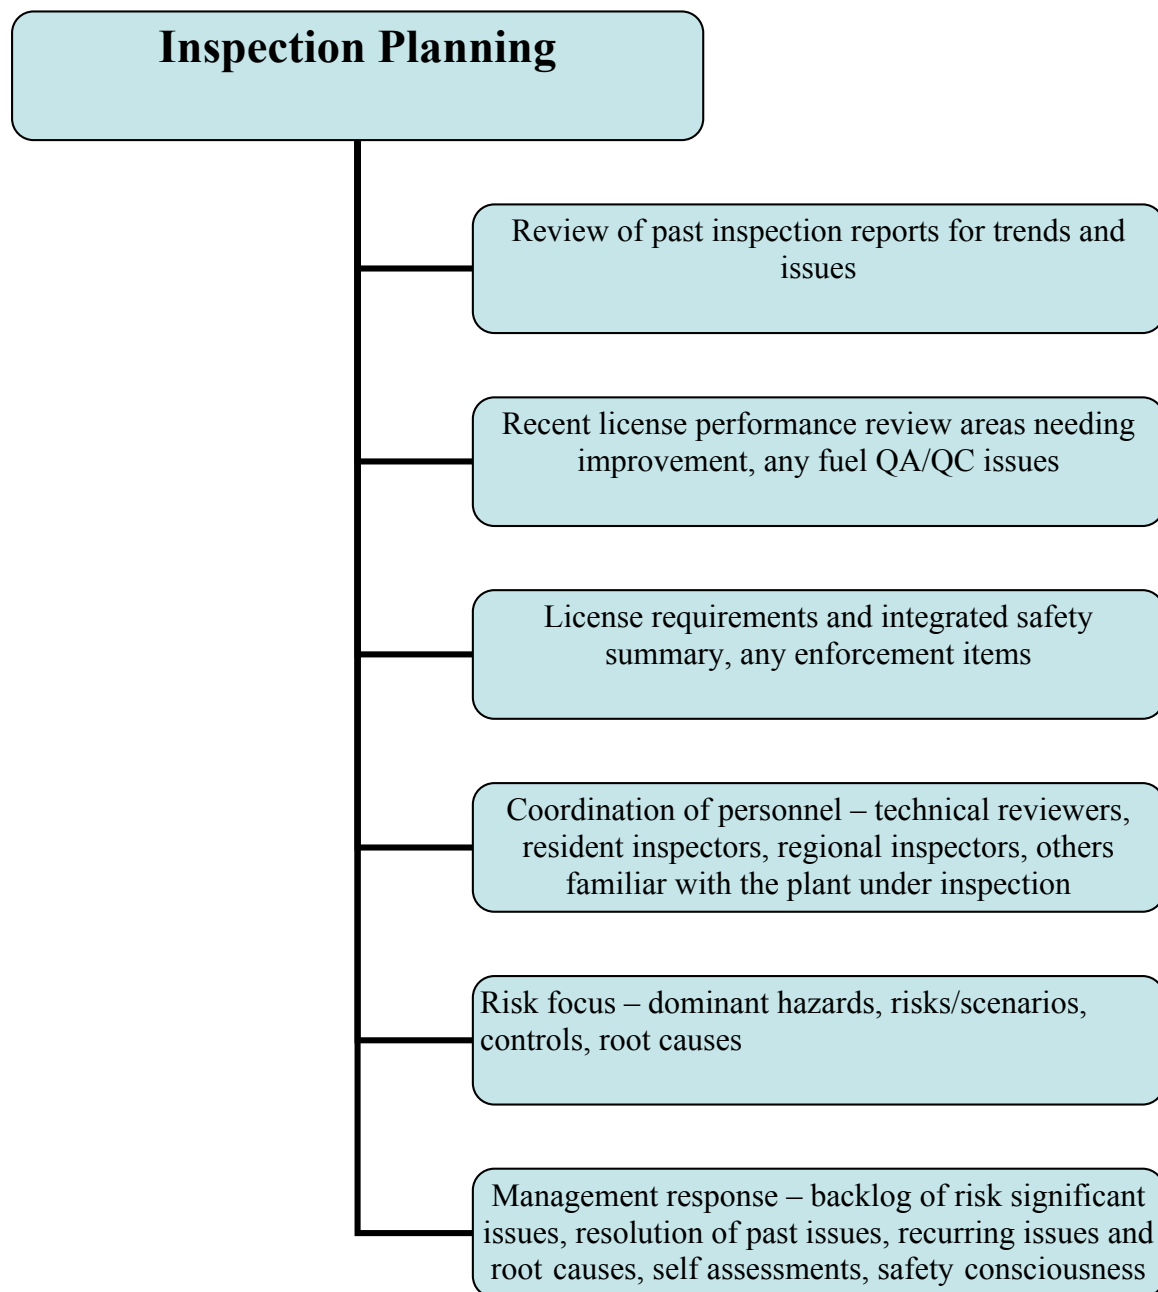 Inspection Planning
Review of past inspection reports for trends and
issues
Recent license performance review areas needing
improvement, any fuel QA/QC issues
License requirements and integrated safety
summary, any enforcement items
Coordination of personnel – technical reviewers,
resident inspectors, regional inspectors, others
familiar with the plant under inspection
Risk focus – dominant hazards, risks/scenarios,
controls, root causes
Management response – backlog of risk significant
issues, resolution of past issues, recurring issues and
root causes, self assessments, safety consciousness